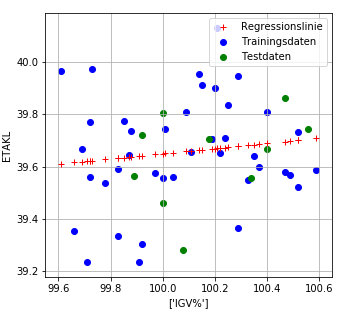 Regressionslinie
Trainingsdaten
Testdaten
40.0
39.8
39.6
39.4
39.2
ETAKL
99.6
99.8
100.0
100.2
100.4
100.6
['IGV%']